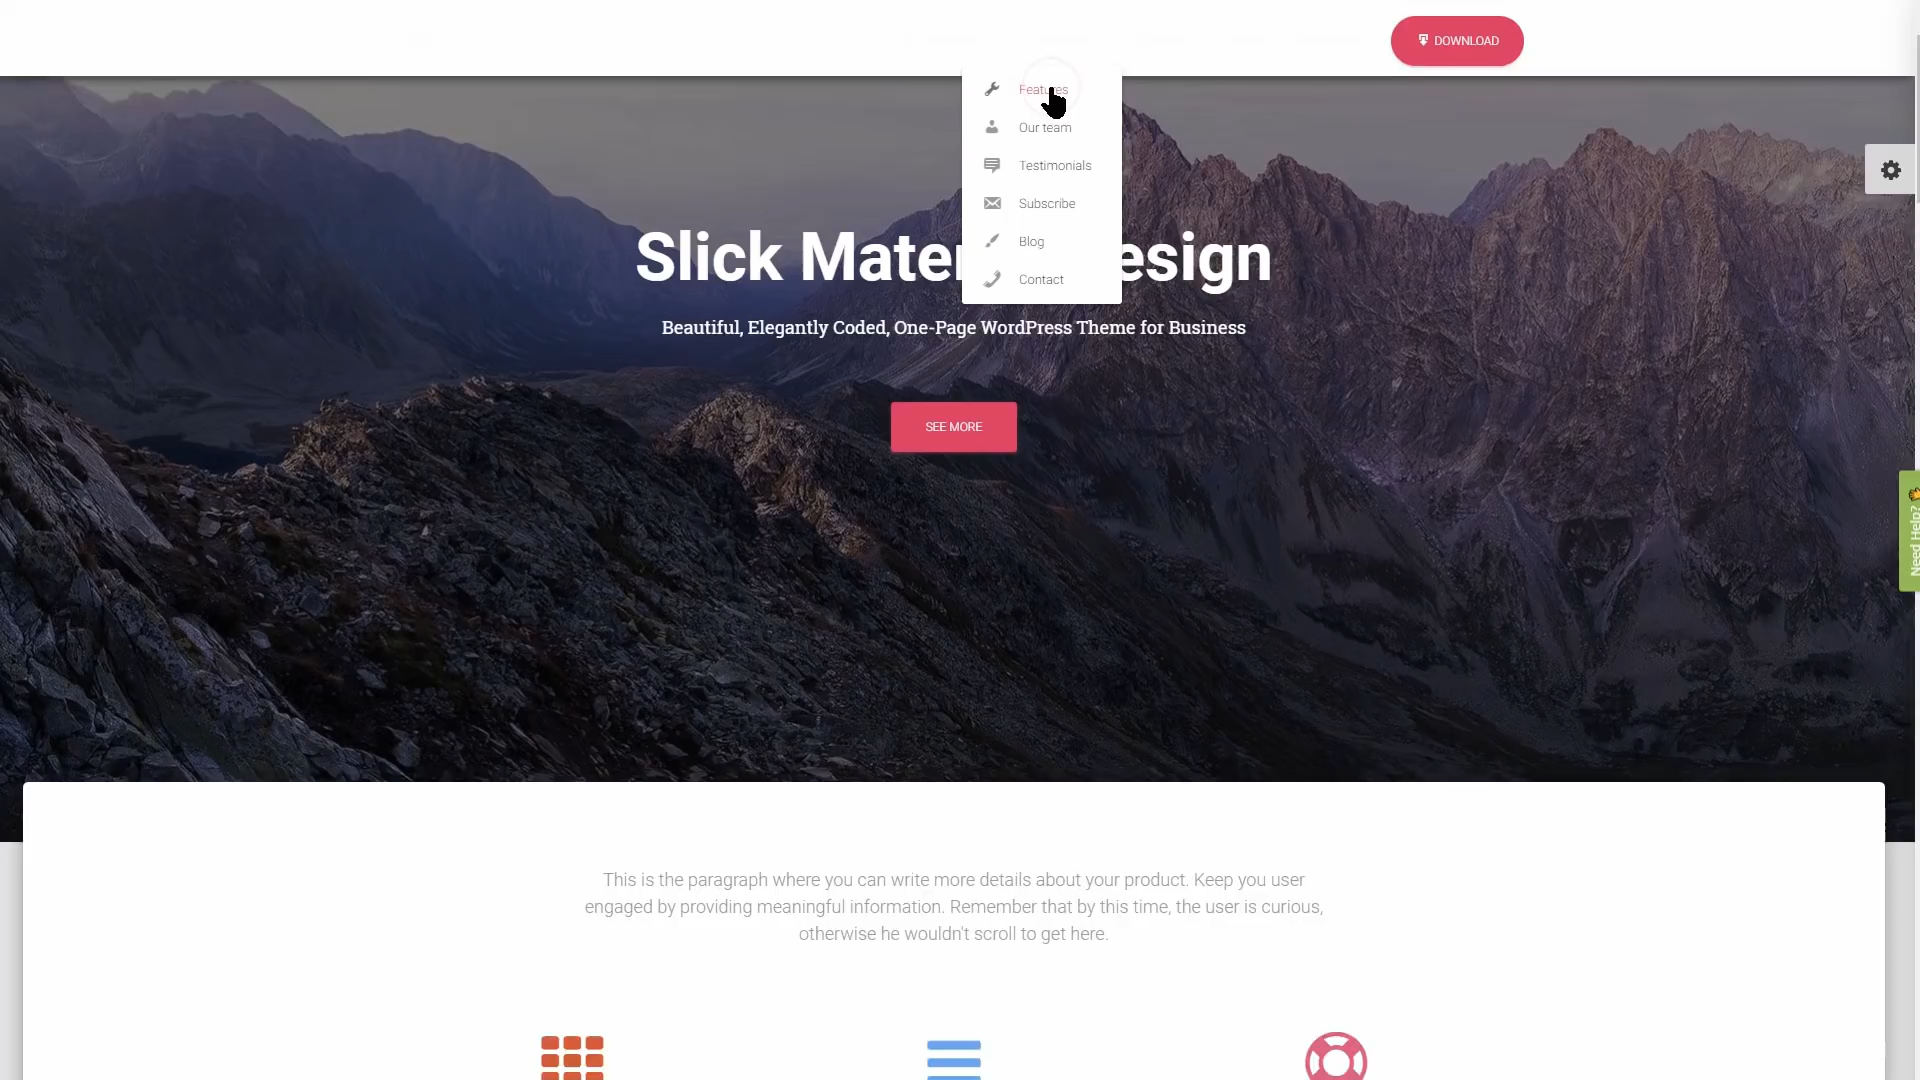 DOWNLOAD
Features
Our team
Testimonials
Subscribe
Blog
Contact
Slick Mater esign
Beautiful, Elegantly Coded, One-Page WordPress Theme for Business
SEE MORE
Need Help?
This is the paragraph where you can write more details about your product. Keep you user
engaged by providing meaningful information. Remember that by this time, the user is curious,
otherwise he wouldn't scroll to get here.